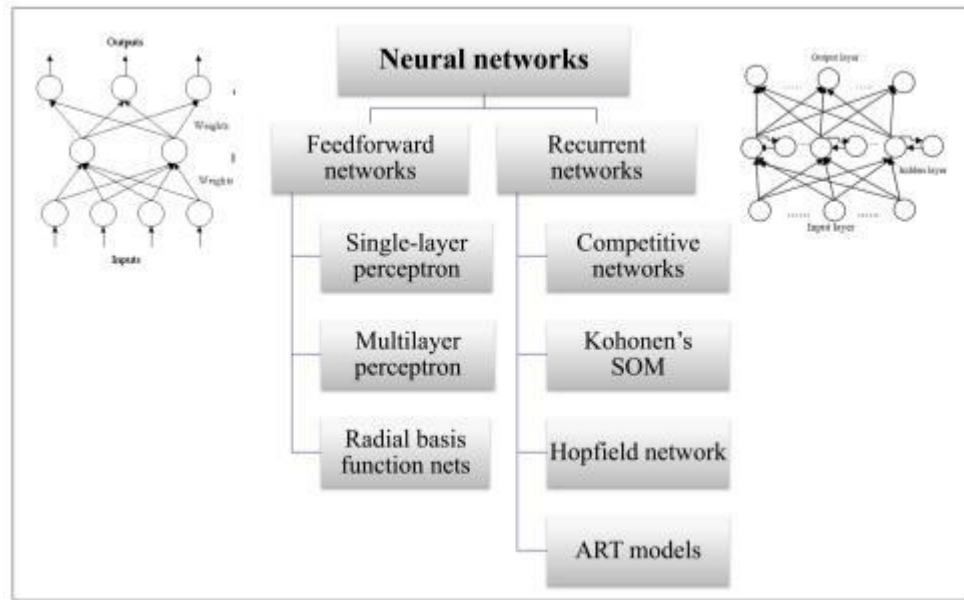 Outputs
Weights
Weights
Inputs
Neural networks
Feedforward
networks
Single-layer
perceptron
Multilayer
perceptron
Radial basis
function nets
Recurrent
networks
Competitive
networks
Kohonen's
SOM
Hopfield network
ART models
Output layer
hidden layer
Input layer